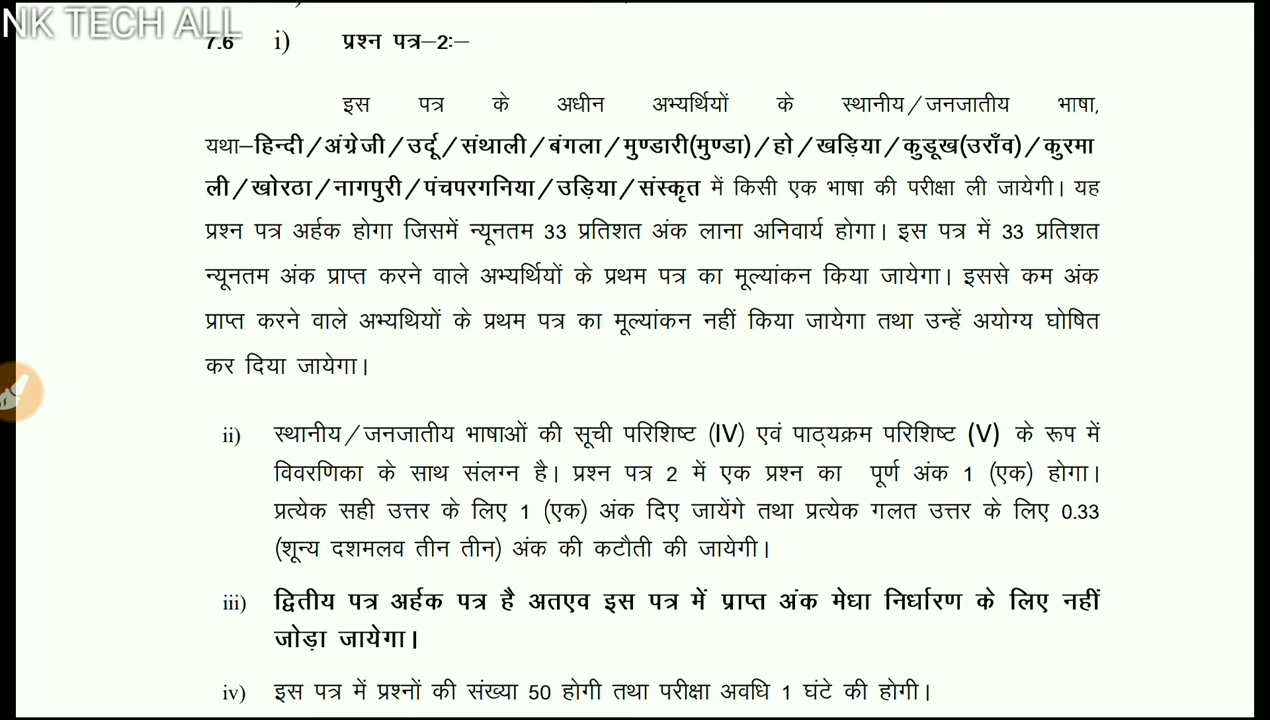 NK TECH ALL
7.6 i) प्रश्न पत्र–2:–
इस पत्र के अधीन अभ्यर्थियों के स्थानीय/जनजातीय भाषा,
यथा–हिन्दी/अंग्रेजी/उर्दू/संथाली/बंगला/मुण्डारी(मुण्डा)/हो/खड़िया/कुडूख(उराँव)/कुरमा
ली/खोरठा/नागपुरी/पंचपरगनिया/उड़िया/संस्कृत में किसी एक भाषा की परीक्षा ली जायेगी। यह
प्रश्न पत्र अर्हक होगा जिसमें न्यूनतम 33 प्रतिशत अंक लाना अनिवार्य होगा। इस पत्र में 33 प्रतिशत
न्यूनतम अंक प्राप्त करने वाले अभ्यर्थियों के प्रथम पत्र का मूल्यांकन किया जायेगा। इससे कम अंक
प्राप्त करने वाले अभ्यथियों के प्रथम पत्र का मूल्यांकन नहीं किया जायेगा तथा उन्हें अयोग्य घोषित
कर दिया जायेगा।
ii) स्थानीय/जनजातीय भाषाओं की सूची परिशिष्ट (IV) एवं पाठ्यक्रम परिशिष्ट (V) के रूप में
विवरणिका के साथ संलग्न है। प्रश्न पत्र 2 में एक प्रश्न का पूर्ण अंक 1 (एक) होगा।
प्रत्येक सही उत्तर के लिए 1 (एक) अंक दिए जायेंगे तथा प्रत्येक गलत उत्तर के लिए 0.33
(शून्य दशमलव तीन तीन) अंक की कटौती की जायेगी।
iii) द्वितीय पत्र अर्हक पत्र है अतएव इस पत्र में प्राप्त अंक मेधा निर्धारण के लिए नहीं
जोड़ा जायेगा।
iv) इस पत्र में प्रश्नों की संख्या 50 होगी तथा परीक्षा अवधि 1 घंटे की होगी।